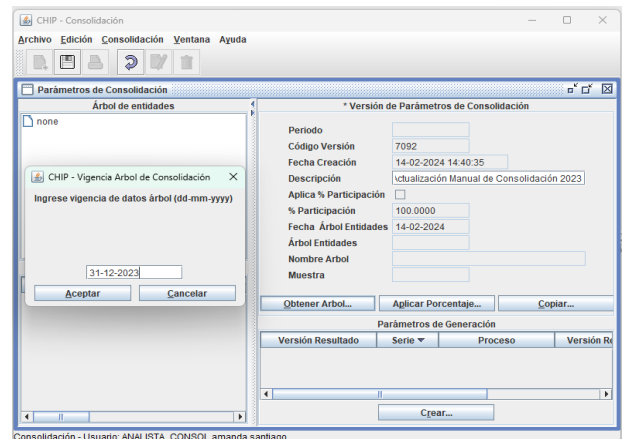 CHIP - Consolidación
Archivo Edición Consolidación Ventana Ayuda
Parámetros de Consolidación
Árbol de entidades
none
* Versión de Parámetros de Consolidación
Periodo
Código Versión 7092
Fecha Creación 14-02-2024 14:40:35
Descripción ctualización Manual de Consolidación 2023
Aplica % Participación
% Participación 100.0000
Fecha Árbol Entidades 14-02-2024
Árbol Entidades
Nombre Arbol
Muestra
CHIP - Vigencia Arbol de Consolidación
Ingrese vigencia de datos árbol (dd-mm-yyy)
31-12-2023
Aceptar Cancelar
Obtener Arbol... Aplicar Porcentaje... Copiar...
Parámetros de Generación
Versión Resultado Serie Proceso Versión Re
Crear...
Consolidación - Usuario: ANALISTA_CONSOL amanda santiago